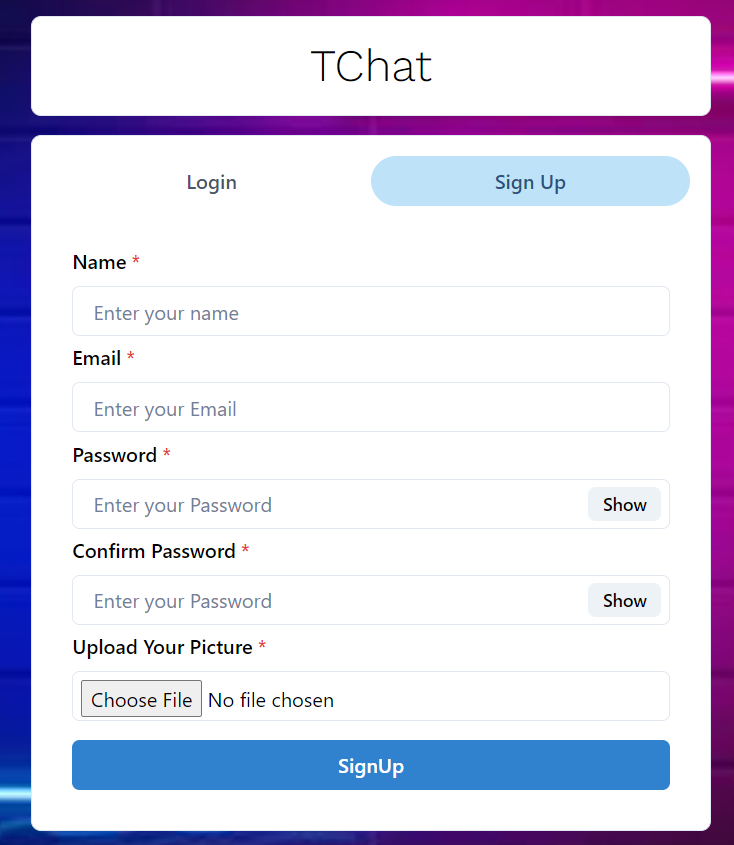 TChat
Login Sign Up
Name *
Enter your name
Email *
Enter your Email
Password *
Enter your Password Show
Confirm Password *
Enter your Password Show
Upload Your Picture *
Choose File No file chosen
SignUp